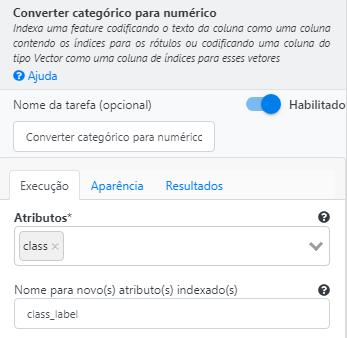 Converter categórico para numérico
Indexa uma feature codificando o texto da coluna como uma coluna
contendo os índices para os rótulos ou codificando uma coluna do
tipo Vector como uma coluna de índices para esses vetores
? Ajuda
Nome da tarefa (opcional)
Habilitado
Converter categórico para numérico
Execução
Aparência
Resultados
Atributos*
?
class ×
Nome para novo(s) atributo(s) indexado(s)
?
class_label